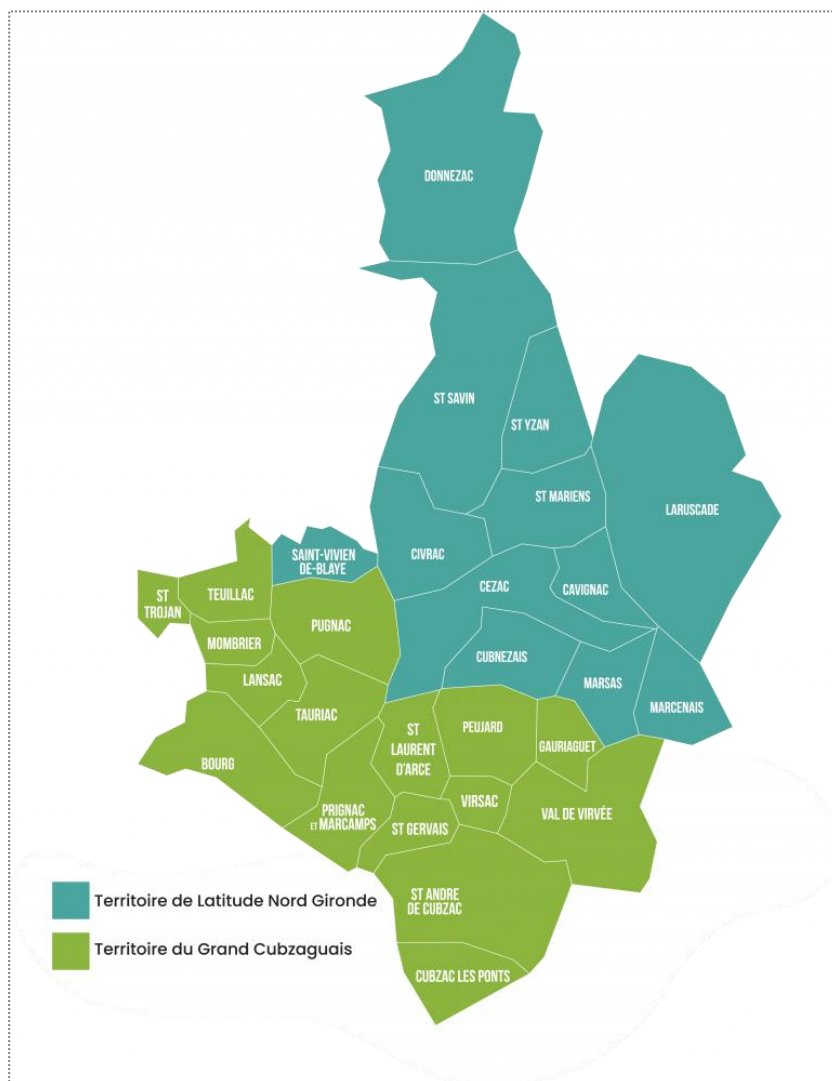 DONNEZAC
ST SAVIN
ST YZAN
ST MARIENS
LARUSCADE
SAINT-VIVIEN
DE-BLAYE
CIVRAC
CEZAC
CAVIGNAC
ST
TROJAN
TEUILLAC
PUGNAC
MOMBRIER
CUBNEZAIS
LANSAC
MARSAS
MARCENAIS
TAURIAC
ST
LAURENT
D'ARCE
PEUJARD
GAURIAGUET
BOURG
VIRSAC
PRIGNAC
ET MARCAMPS
ST GERVAIS
VAL DE VIRVÉE
ST ANDRE
DE CUBZAC
CUBZAC LES PONTS
Territoire de Latitude Nord Gironde
Territoire du Grand Cubzaguais